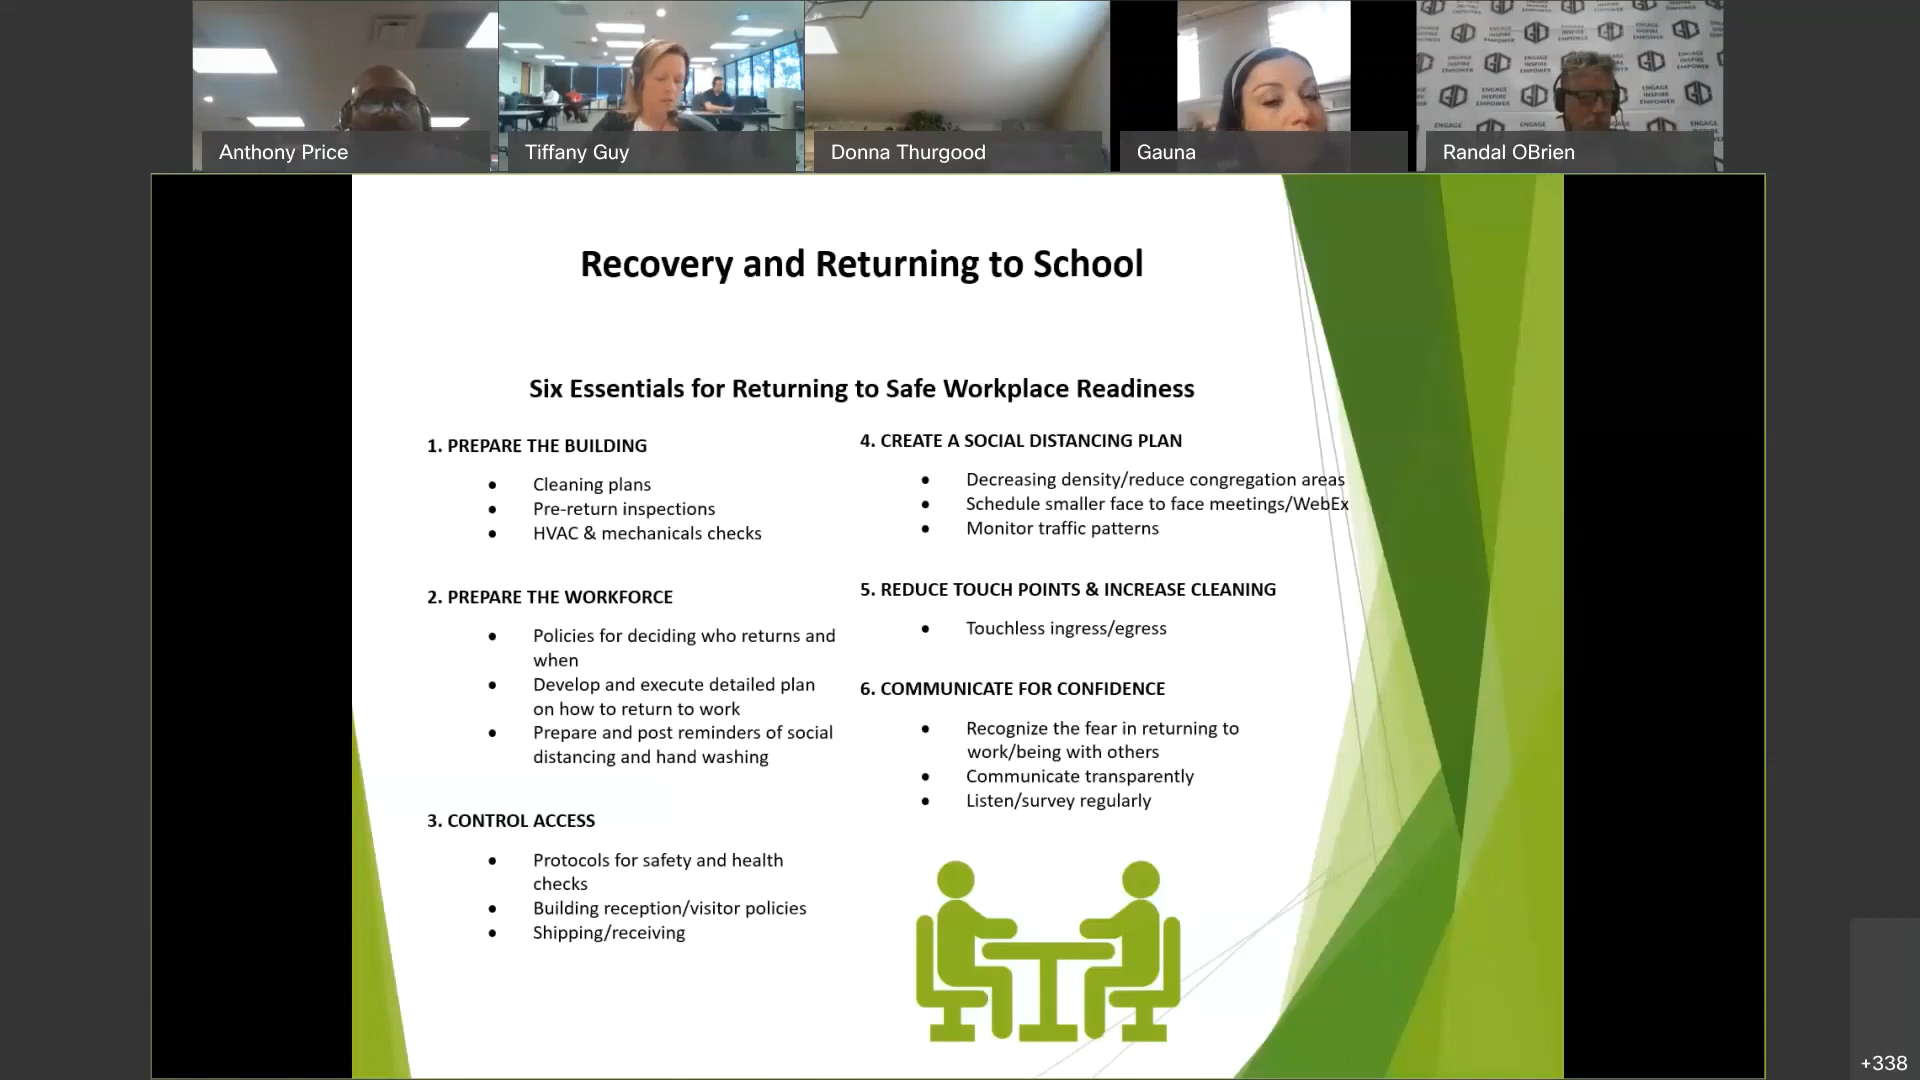 ENGAGE
INSPIRE
EMPOWER
Anthony Price
Tiffany Guy
Donna Thurgood
Gauna
Randal OBrien
Recovery and Returning to School
Six Essentials for Returning to Safe Workplace Readiness
1. PREPARE THE BUILDING
• Cleaning plans
• Pre-return inspections
• HVAC & mechanicals checks
2. PREPARE THE WORKFORCE
• Policies for deciding who returns and
when
• Develop and execute detailed plan
on how to return to work
• Prepare and post reminders of social
distancing and hand washing
3. CONTROL ACCESS
• Protocols for safety and health
checks
• Building reception/visitor policies
• Shipping/receiving
4. CREATE A SOCIAL DISTANCING PLAN
• Decreasing density/reduce congregation areas
• Schedule smaller face to face meetings/WebEx
• Monitor traffic patterns
5. REDUCE TOUCH POINTS & INCREASE CLEANING
• Touchless ingress/egress
6. COMMUNICATE FOR CONFIDENCE
• Recognize the fear in returning to
work/being with others
• Communicate transparently
• Listen/survey regularly
+338